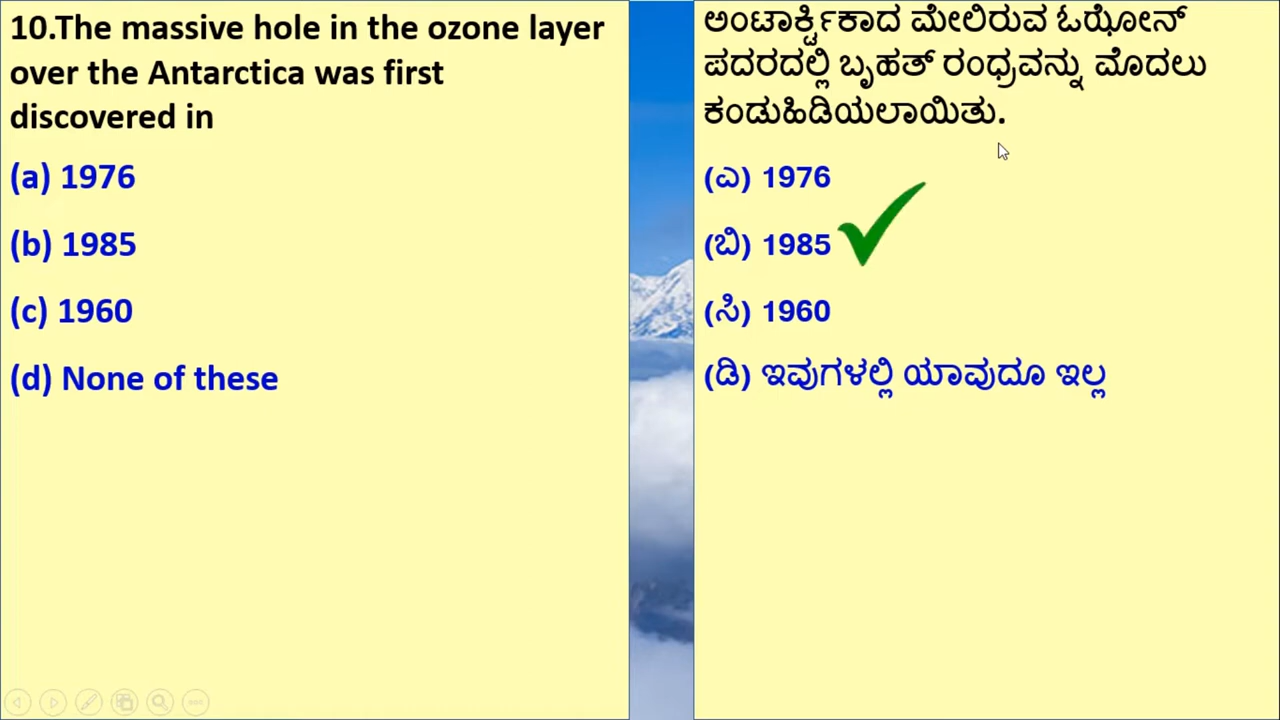 10.The massive hole in the ozone layer
over the Antarctica was first
discovered in
(a) 1976
(b) 1985
(c) 1960
(d) None of these
ಅಂಟಾರ್ಕ್ಟಿಕಾದ ಮೇಲಿರುವ ಓಝೋನ್
ಪದರದಲ್ಲಿ ಬೃಹತ್ ರಂಧ್ರವನ್ನು ಮೊದಲು
ಕಂಡುಹಿಡಿಯಲಾಯಿತು.
(ಎ) 1976
(ಬಿ) 1985
(ಸಿ) 1960
(ಡಿ) ಇವುಗಳಲ್ಲಿ ಯಾವುದೂ ಇಲ್ಲ